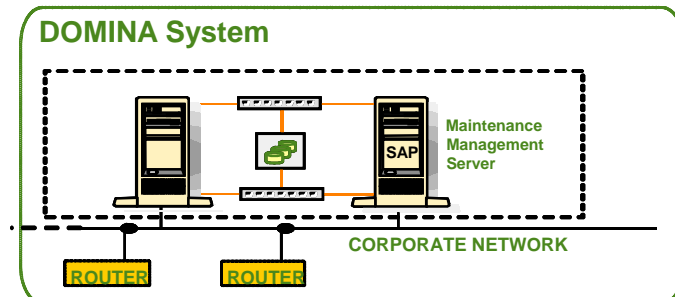 DOMINA System
Maintenance
Management
Server
SAP
CORPORATE NETWORK
ROUTER
ROUTER